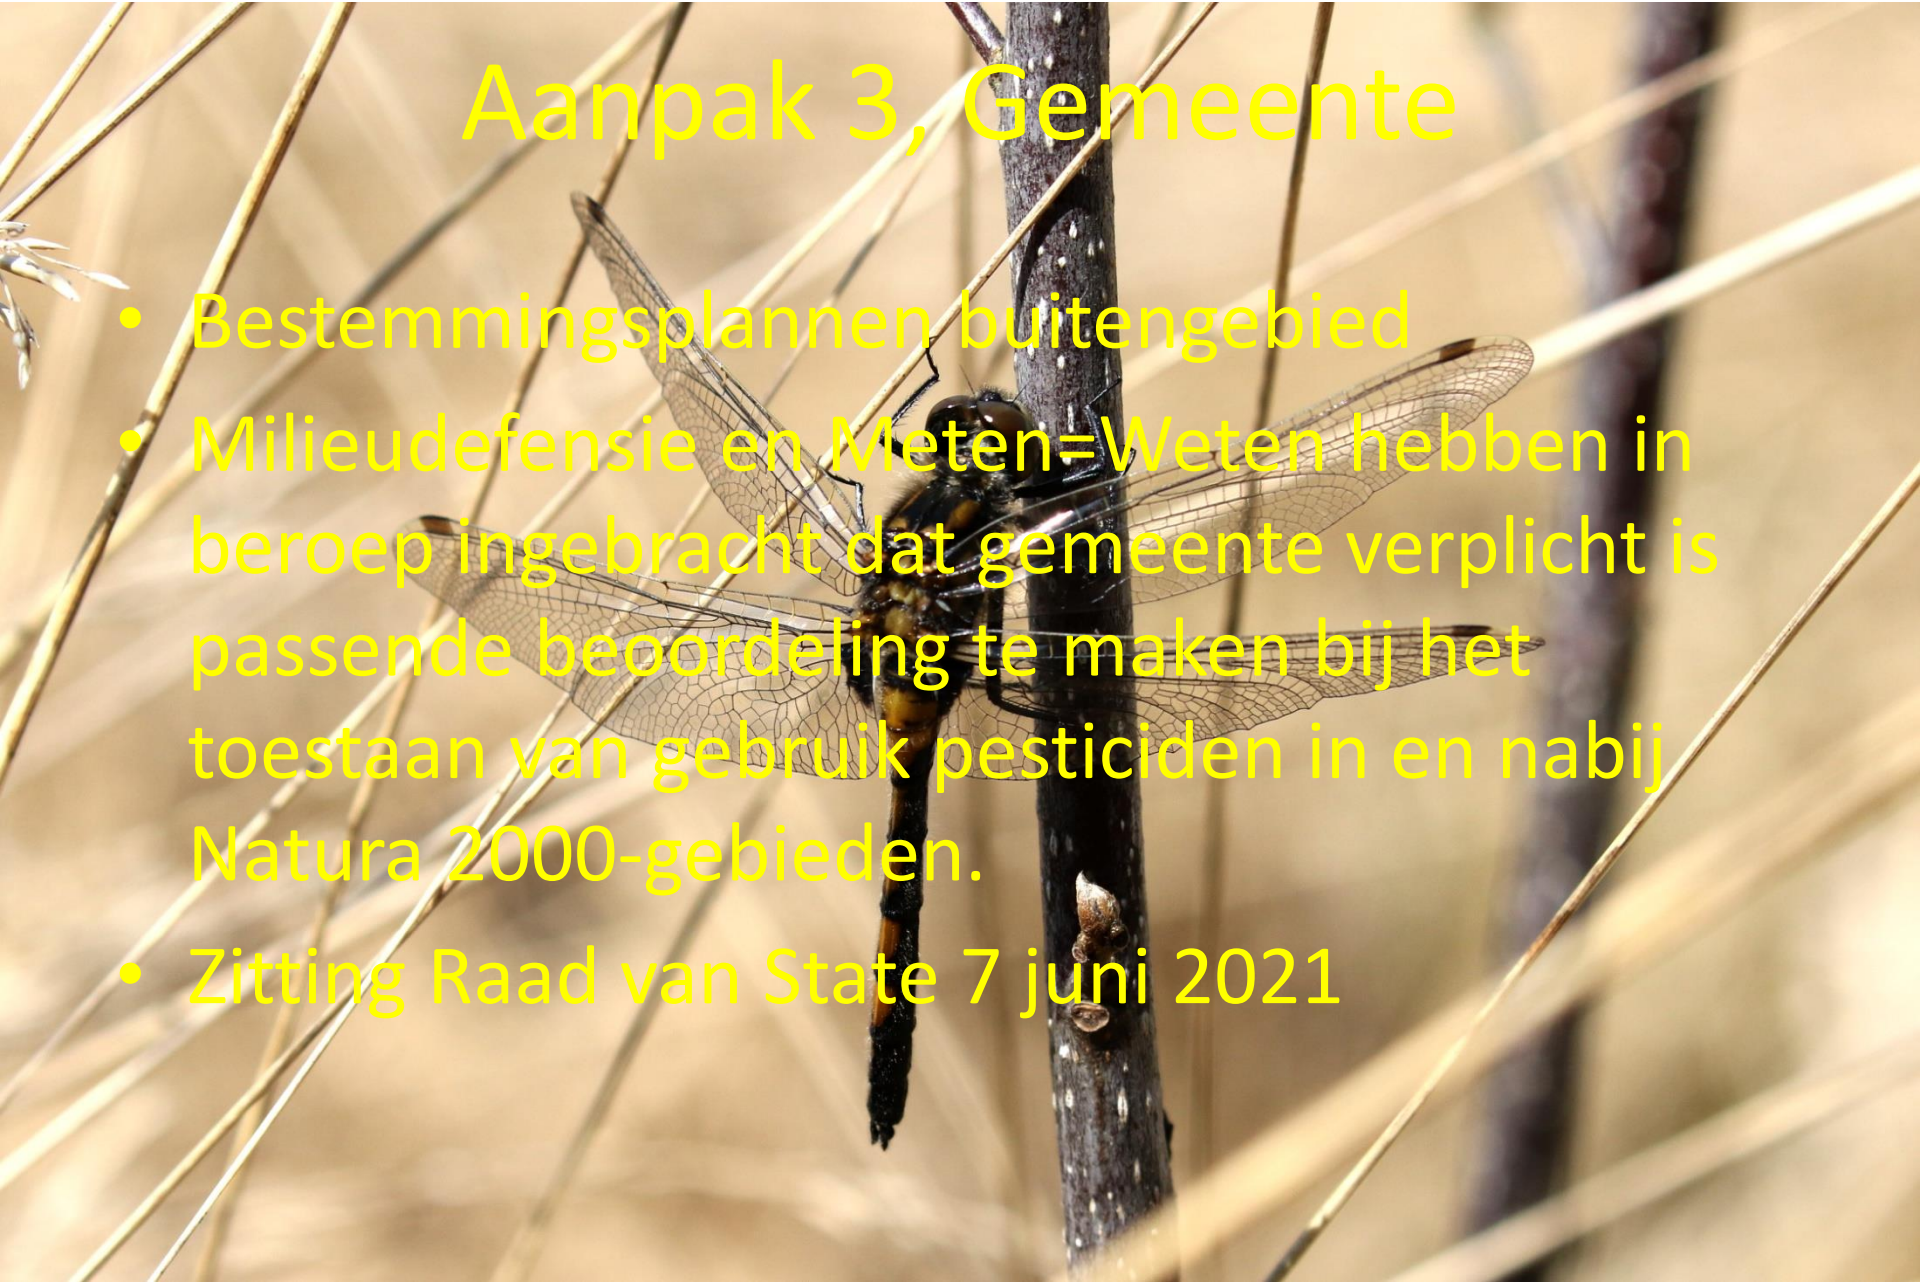 Aanpak 3, Gemeente
• Bestemmingsplannen buitengebied
• Milieudefensie en Meten=Weten hebben in
beroep ingebracht dat gemeente verplicht is
passende beoordeling te maken bij het
toestaan van gebruik pesticiden in en nabij
Natura 2000-gebieden.
• Zitting Raad van State 7 juni 2021